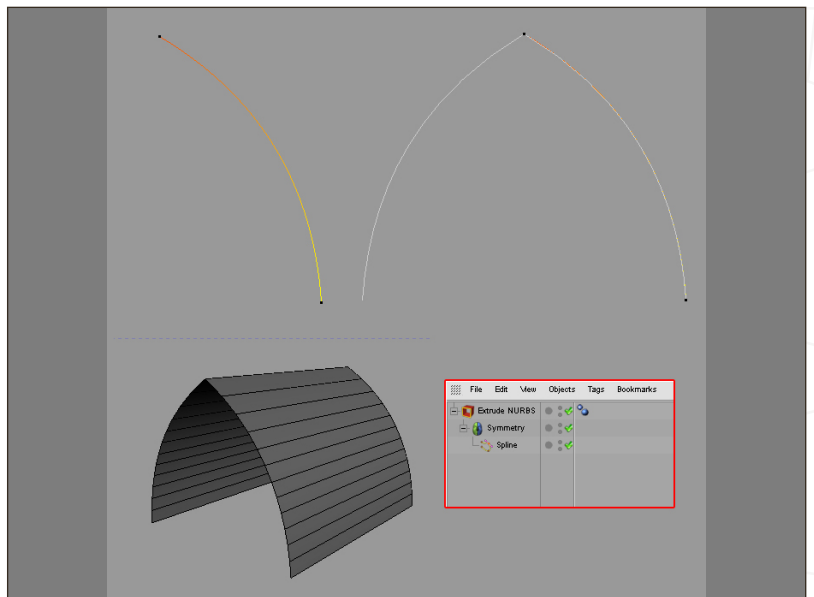 File Edit View Objects Tags Bookmarks
Extrude NURBS
Symmetry
Spline